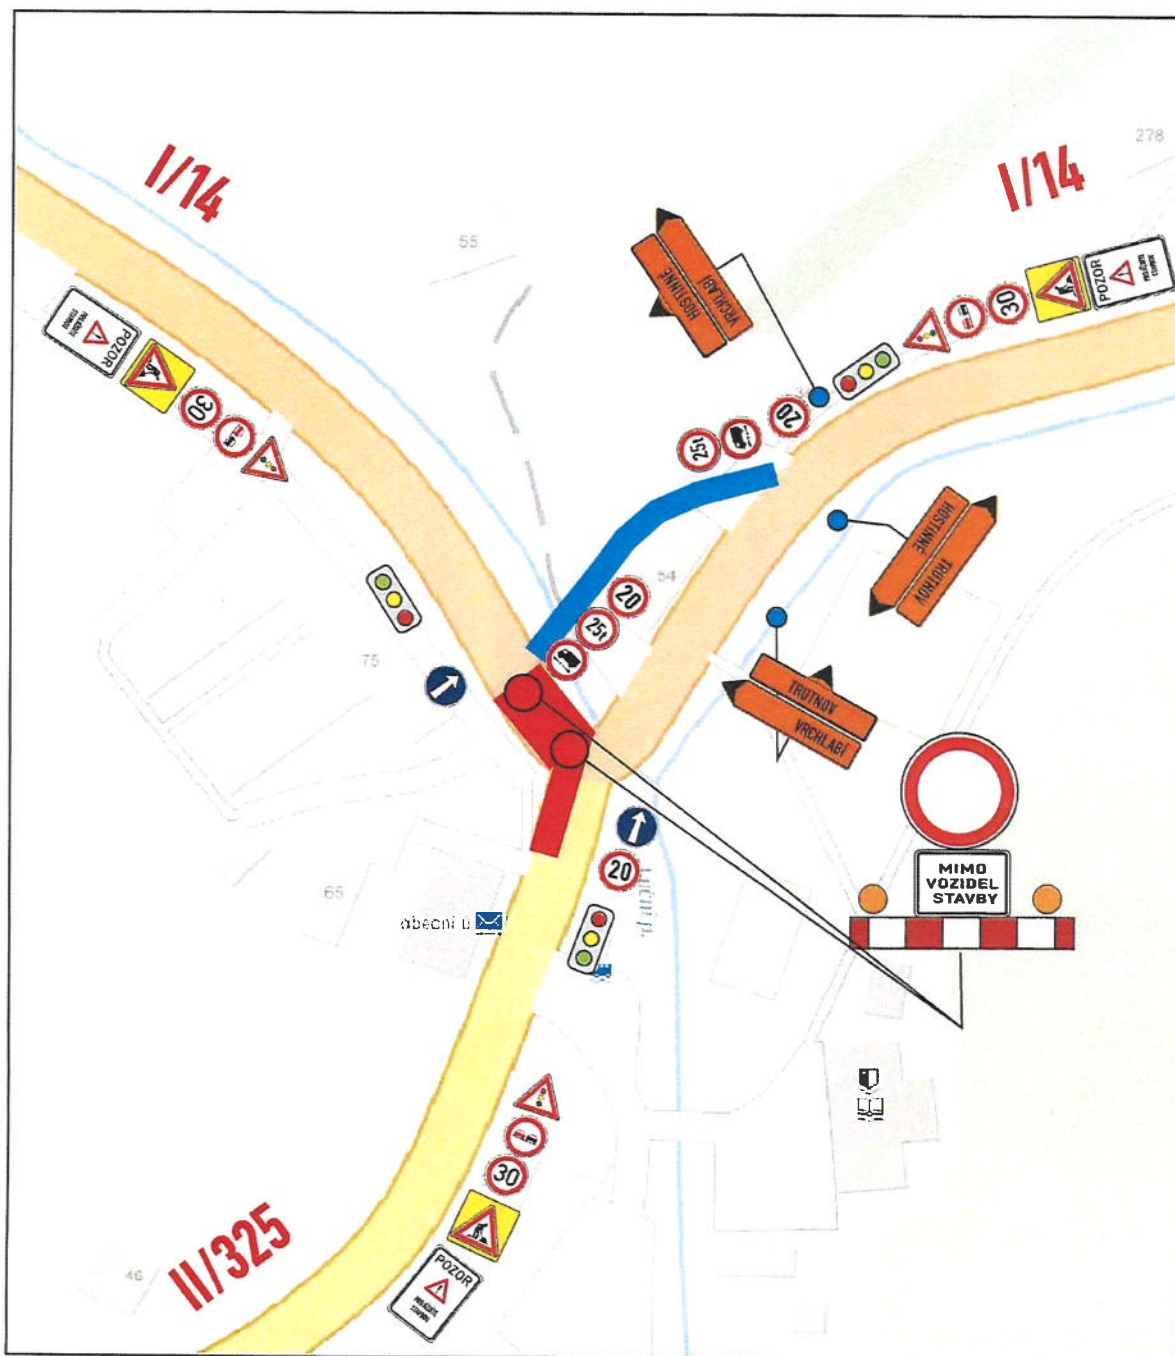 I/14
I/14
278
55
HOSTINNÉ
VRCHLABÍ
POZOR
30
POZOR
30
20
25t
HOSTINNÉ
TRUTNOV
54
20
25t
75
TRUTNOV
VRCHLABÍ
MIMO
VOZIDEL
STAVBY
20
Luční p.
65
obecní ú
30
POZOR
II/325
46